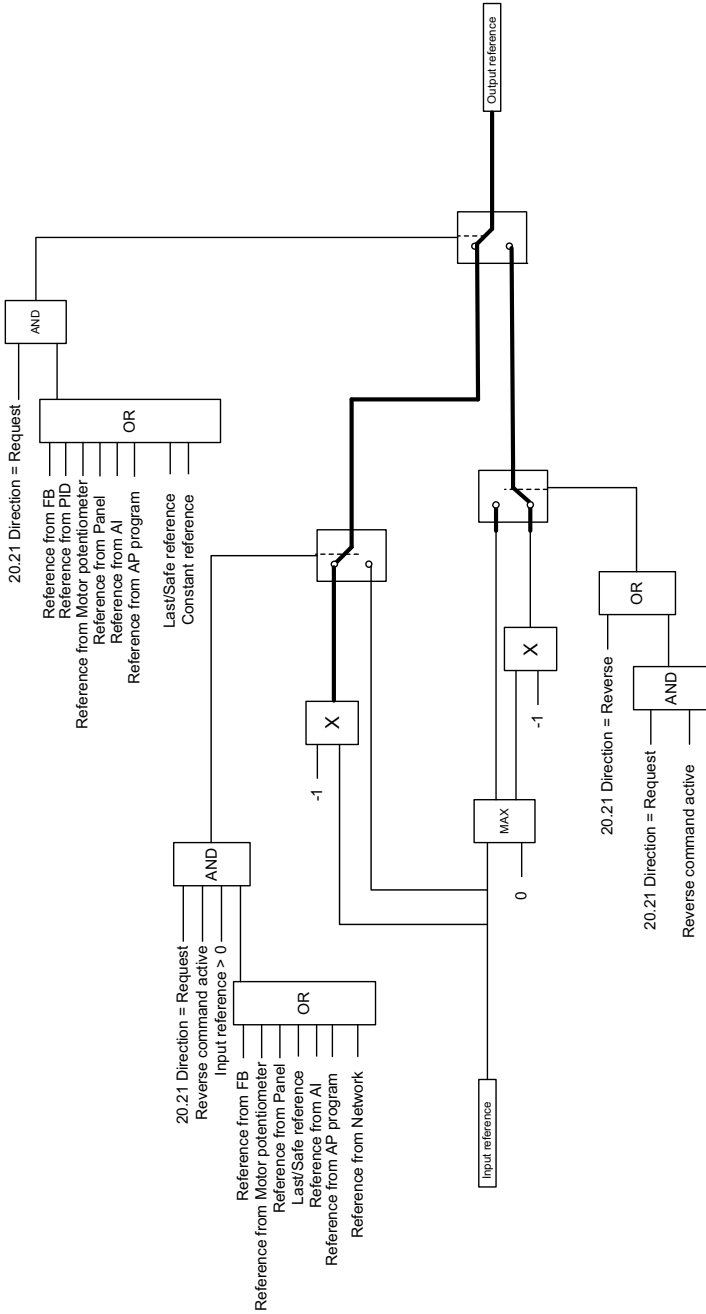 20.21 Direction = Request
AND
Reference from FB
Reference from PID
Reference from Motor potentiometer
Reference from Panel
Reference from AI
Reference from AP program
Last/Safe reference
Constant reference
OR
20.21 Direction = Request
Reverse command active
Input reference > 0
AND
Reference from FB
Reference from Motor potentiometer
Reference from Panel
Last/Safe reference
Reference from AI
Reference from AP program
Reference from Network
OR
-1
X
Output reference
Input reference
MAX
0
X
-1
20.21 Direction = Reverse
OR
20.21 Direction = Request
Reverse command active
AND